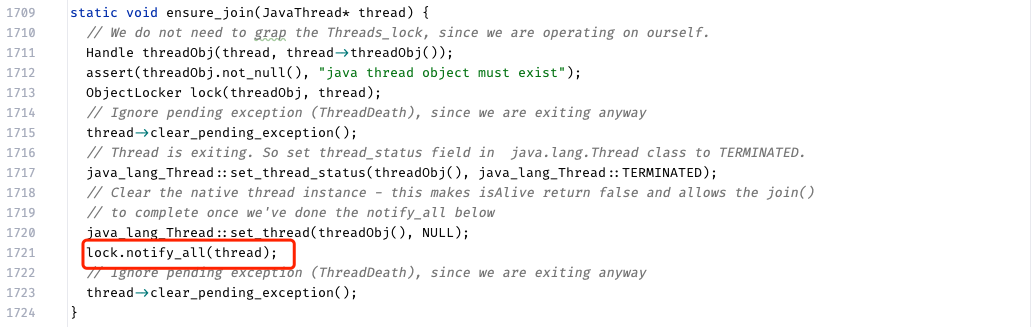 1709 static void ensure_join(JavaThread* thread) {
1710 // We do not need to grap the Threads_lock, since we are operating on ourself.
1711 Handle threadObj(thread, thread->threadObj());
1712 assert(threadObj.not_null(), "java thread object must exist");
1713 ObjectLocker lock(threadObj, thread);
1714 // Ignore pending exception (ThreadDeath), since we are exiting anyway
1715 thread->clear_pending_exception();
1716 // Thread is exiting. So set thread_status field in  java.lang.Thread class to TERMINATED.
1717 java_lang_Thread::set_thread_status(threadObj(), java_lang_Thread::TERMINATED);
1718 // Clear the native thread instance - this makes isAlive return false and allows the join()
1719 // to complete once we've done the notify_all below
1720 java_lang_Thread::set_thread(threadObj(), NULL);
1721 lock.notify_all(thread);
1722 // Ignore pending exception (ThreadDeath), since we are exiting anyway
1723 thread->clear_pending_exception();
1724 }